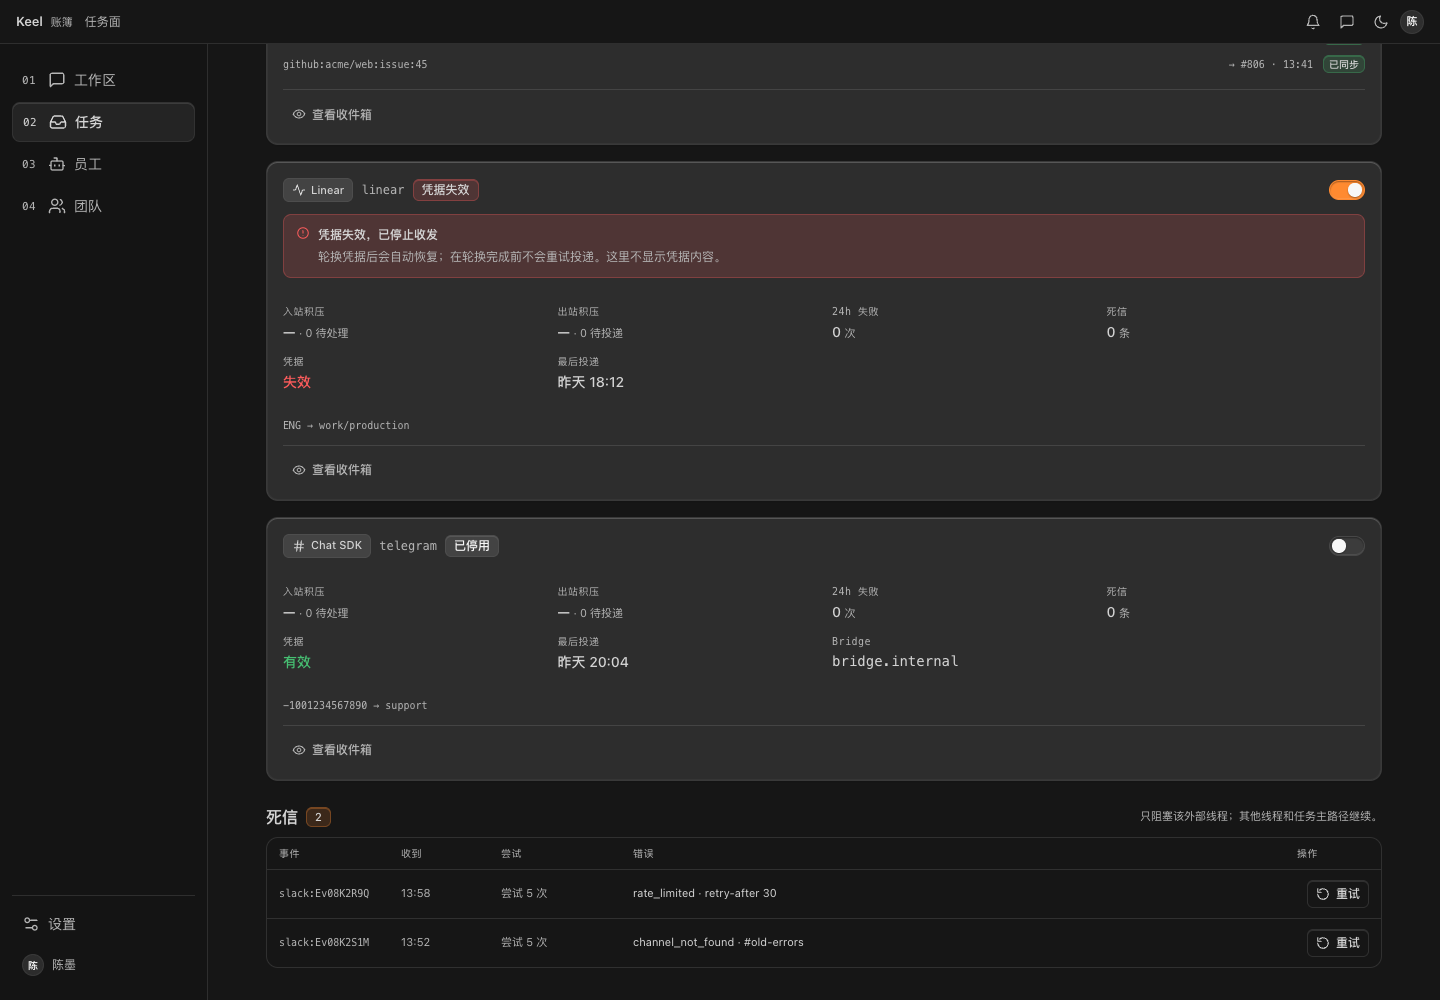 Keel 账簿 任务面
陈
01 工作区
02 任务
03 员工
04 团队
设置
陈 陈墨
github:acme/web:issue:45 → #806 · 13:41 已同步
查看收件箱
Linear linear 凭据失效
凭据失效，已停止收发
轮换凭据后会自动恢复；在轮换完成前不会重试投递。这里不显示凭据内容。
入站积压 出站积压 24h 失败 死信
— · 0 待处理 — · 0 待投递 0 次 0 条
凭据 最后投递
失效 昨天 18:12
ENG → work/production
查看收件箱
Chat SDK telegram 已停用
入站积压 出站积压 24h 失败 死信
— · 0 待处理 — · 0 待投递 0 次 0 条
凭据 最后投递 Bridge
有效 昨天 20:04 bridge.internal
-1001234567890 → support
查看收件箱
死信 2 只阻塞该外部线程；其他线程和任务主路径继续。
事件 收到 尝试 错误 操作
slack:Ev08K2R9Q 13:58 尝试 5 次 rate_limited · retry-after 30 重试
slack:Ev08K2S1M 13:52 尝试 5 次 channel_not_found · #old-errors 重试